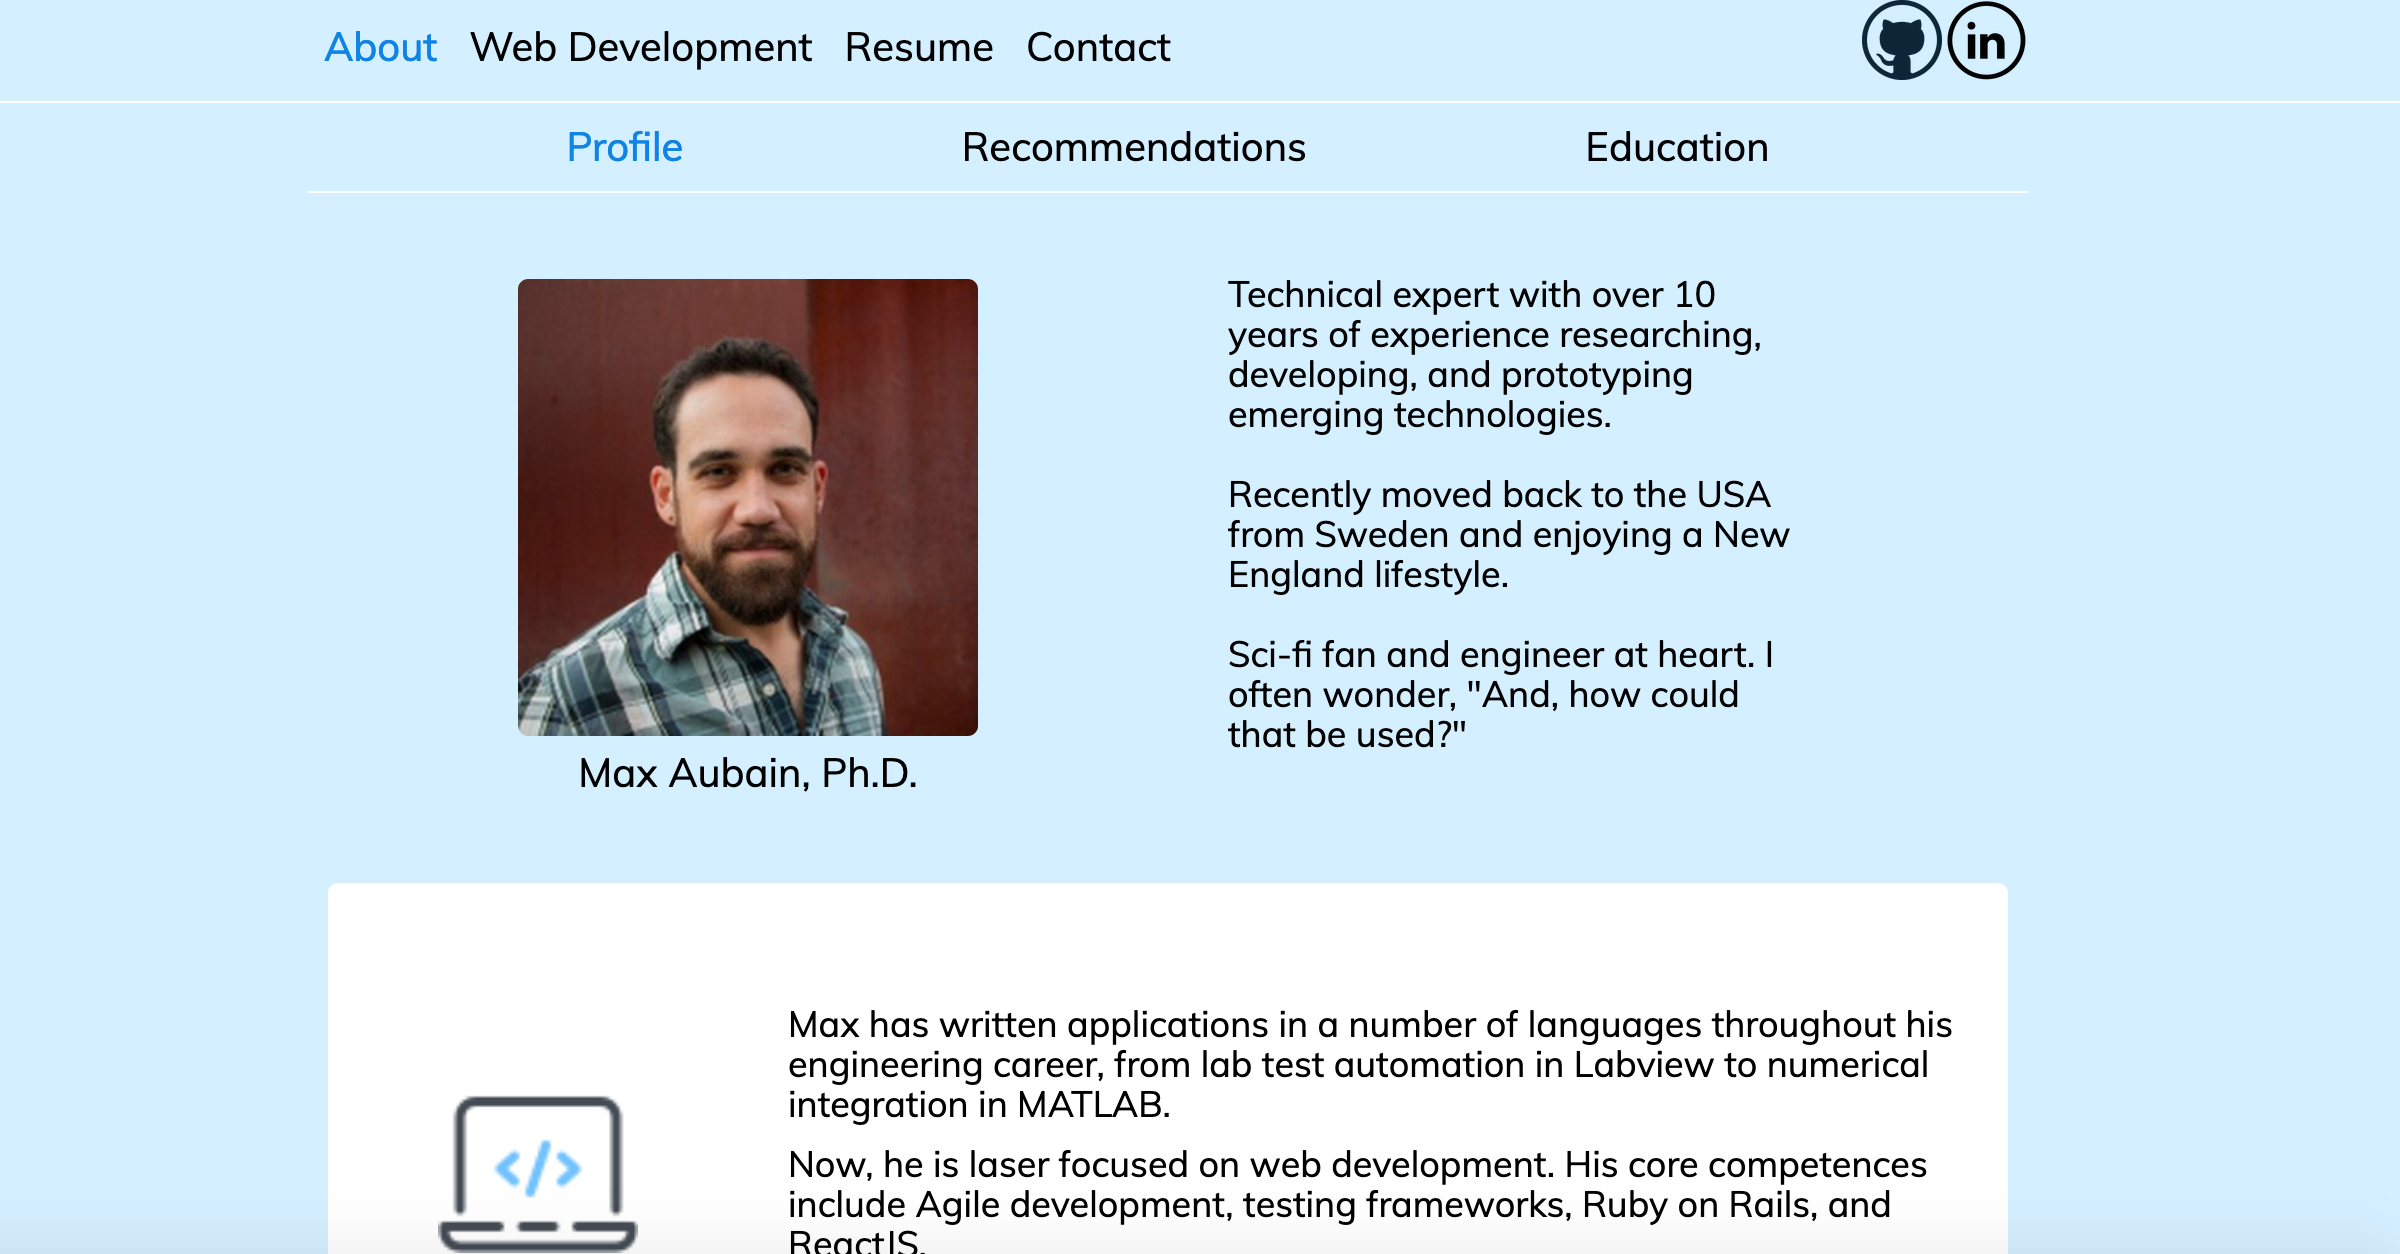 About Web Development Resume Contact
in
Profile Recommendations Education
Technical expert with over 10
years of experience researching,
developing, and prototyping
emerging technologies.
Recently moved back to the USA
from Sweden and enjoying a New
England lifestyle.
Sci-fi fan and engineer at heart. I
often wonder, "And, how could
that be used?"
Max Aubain, Ph.D.
Max has written applications in a number of languages throughout his
engineering career, from lab test automation in Labview to numerical
integration in MATLAB.
</>
Now, he is laser focused on web development. His core competences
include Agile development, testing frameworks, Ruby on Rails, and
ReactJS.